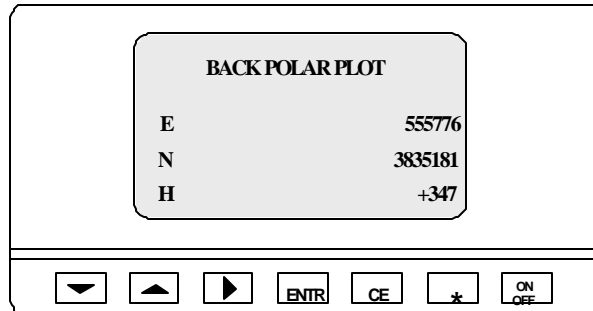 BACK POLAR PLOT
E 555776
N 3835181
H +347
ENTR CE * ON OFF